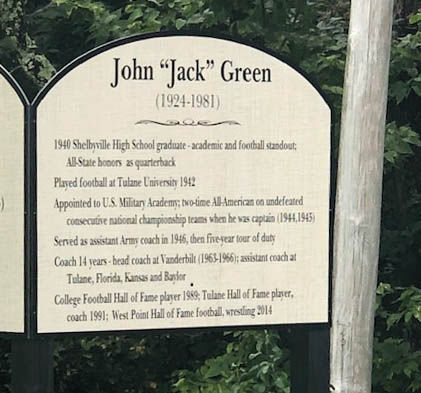 John "Jack" Green
(1924-1981)
1940 Shelbyville High School graduate - academic and football standout;
All-State honors as quarterback
Played football at Tulane University 1942
Appointed to U.S. Military Academy; two-time All-American on undefeated
consecutive national championship teams when he was captain (1944,1945)
Served as assistant Army coach in 1946, then five-year tour of duty
Coach 14 years - head coach at Vanderbilt (1963-1966); assistant coach at
Tulane, Florida, Kansas and Baylor
College Football Hall of Fame player 1989; Tulane Hall of Fame player,
coach 1991; West Point Hall of Fame football, wrestling 2014
)